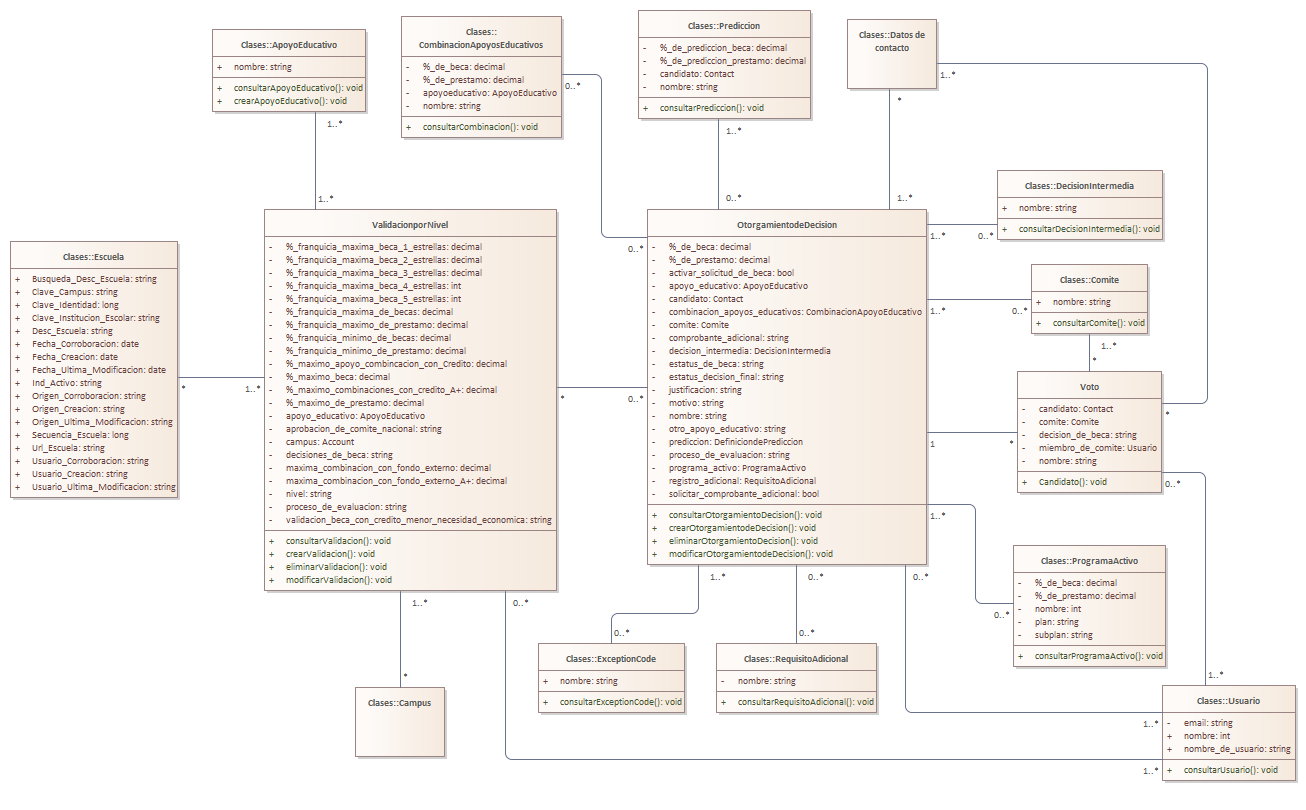 Clases::ApoyoEducativo
+ nombre: string
+ consultarApoyoEducativo(): void
+ crearApoyoEducativo(): void
1..*
1..*
Clases::
CombinacionApoyosEducativos
- %_de_beca: decimal
- %_de_prestamo: decimal
- apoyoeducativo: ApoyoEducativo
- nombre: string
+ consultarCombinacion(): void
0..*
0..*
Clases::Prediccion
- %_de_prediccion_beca: decimal
- %_de_prediccion_prestamo: decimal
- candidato: Contact
- nombre: string
+ consultarPrediccion(): void
1..*
0..*
Clases::Datos de
contacto
1..*
*
1..*
Clases::DecisionIntermedia
+ nombre: string
+ consultarDecisionIntermedia(): void
1..*
0..*
Clases::Escuela
+ Busqueda_Desc_Escuela: string
+ Clave_Campus: string
+ Clave_Identidad: long
+ Clave_Institucion_Escolar: string
+ Desc_Escuela: string
+ Fecha_Corroboracion: date
+ Fecha_Creacion: date
+ Fecha_Ultima_Modificacion: date
+ Ind_Activo: string
+ Origen_Corroboracion: string
+ Origen_Creacion: string
+ Origen_Ultima_Modificacion: string
+ Secuencia_Escuela: long
+ Url_Escuela: string
+ Usuario_Corroboracion: string
+ Usuario_Creacion: string
+ Usuario_Ultima_Modificacion: string
*
1..*
ValidacionporNivel
- %_franquicia_maxima_beca_1_estrellas: decimal
- %_franquicia_maxima_beca_2_estrellas: decimal
- %_franquicia_maxima_beca_3_estrellas: decimal
- %_franquicia_maxima_beca_4_estrellas: int
- %_franquicia_maxima_beca_5_estrellas: int
- %_franquicia_maxima_de_becas: decimal
- %_franquicia_maximo_de_prestamo: decimal
- %_franquicia_minimo_de_becas: decimal
- %_franquicia_minimo_de_prestamo: decimal
- %_maximo_apoyo_combincacion_con_Credito: decimal
- %_maximo_beca: decimal
- %_maximo_combinaciones_con_credito_A+: decimal
- %_maximo_de_prestamo: decimal
- apoyo_educativo: ApoyoEducativo
- aprobacion_de_comite_nacional: string
- campus: Account
- decisiones_de_beca: string
- maxima_combinacion_con_fondo_externo: decimal
- maxima_combinacion_con_fondo_externo_A+: decimal
- nivel: string
- proceso_de_evaluacion: string
- validacion_beca_con_credito_menor_necesidad_economica: string
+ consultarValidacion(): void
+ crearValidacion(): void
+ eliminarValidacion(): void
+ modificarValidacion(): void
*
0..*
OtorgamientodeDecision
- %_de_beca: decimal
- %_de_prestamo: decimal
- activar_solicitud_de_beca: bool
- apoyo_educativo: ApoyoEducativo
- candidato: Contact
- combinacion_apoyos_educativos: CombinacionApoyoEducativo
- comite: Comite
- comprobante_adicional: string
- decision_intermedia: DecisionIntermedia
- estatus_de_beca: string
- estatus_decision_final: string
- justificacion: string
- motivo: string
- nombre: string
- otro_apoyo_educativo: string
- prediccion: DefiniciondePrediccion
- proceso_de_evaluacion: string
- programa_activo: ProgramaActivo
- registro_adicional: RequisitoAdicional
- solicitar_comprobante_adicional: bool
+ consultarOtorgamientoDecision(): void
+ crearOtorgamientodeDecision(): void
+ eliminarOtorgamientoDecision(): void
+ modificarOtorgamientodeDecision(): void
Clases::Comite
+ nombre: string
+ consultarComite(): void
1..*
0..*
1..*
*
Voto
- candidato: Contact
- comite: Comite
- decision_de_beca: string
- miembro_de_comite: Usuario
- nombre: string
+ Candidato(): void
*
1
*
0..*
1..*
Clases::ProgramaActivo
- %_de_beca: decimal
- %_de_prestamo: decimal
- nombre: int
- plan: string
- subplan: string
+ consultarProgramaActivo(): void
1..*
0..*
1..*
0..*
0..*
1..*
0..*
0..*
Clases::ExceptionCode
+ nombre: string
+ consultarExceptionCode(): void
0..*
Clases::RequisitoAdicional
- nombre: string
+ consultarRequisitoAdicional(): void
0..*
*
Clases::Campus
Clases::Usuario
- email: string
+ nombre: int
+ nombre_de_usuario: string
+ consultarUsuario(): void
1..*
1..*